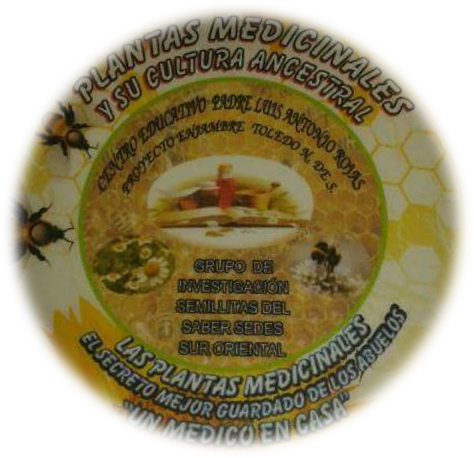 PLANTAS MEDICINALES
Y SU CULTURA ANCESTRAL
CENTRO EDUCATIVO PADRE LUIS ANTONIO ROJAS
PROYECTO ENJAMBRE TOLEDO N. DE S.
GRUPO DE
INVESTIGACIÓN
SEMILLITAS DEL
SABER SEDES
SUR ORIENTAL
LAS PLANTAS MEDICINALES
EL SECRETO MEJOR GUARDADO DE LOS ABUELOS
"UN MEDICO EN CASA"